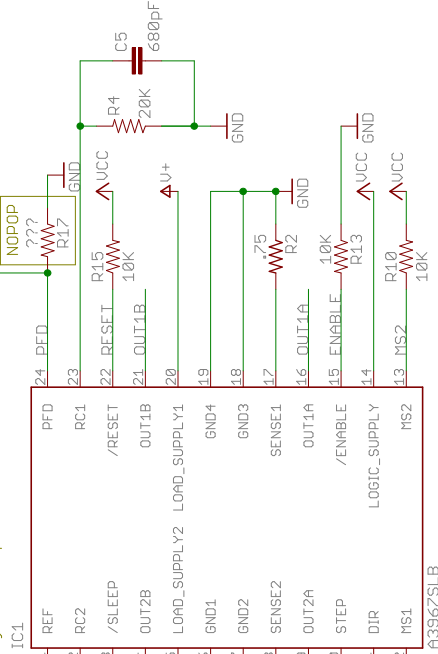 C5
680pF
R4
20K
GND
NOPOP
???
R17
GND
VCC
R15
10K
V+
.75
R2
GND
10K
R13
GND
VCC
VCC
R10
10K
PFD
RESET
OUT1B
OUT1A
ENABLE
MS2
24
23
22
21
20
19
18
17
16
15
14
13
PFD
RC1
/RESET
OUT1B
LOAD_SUPPLY1
GND4
GND3
SENSE1
OUT1A
/ENABLE
LOGIC_SUPPLY
MS2
REF
RC2
/SLEEP
OUT2B
LOAD_SUPPLY2
GND1
GND2
SENSE2
OUT2A
STEP
DIR
MS1
IC1
A3967SLB